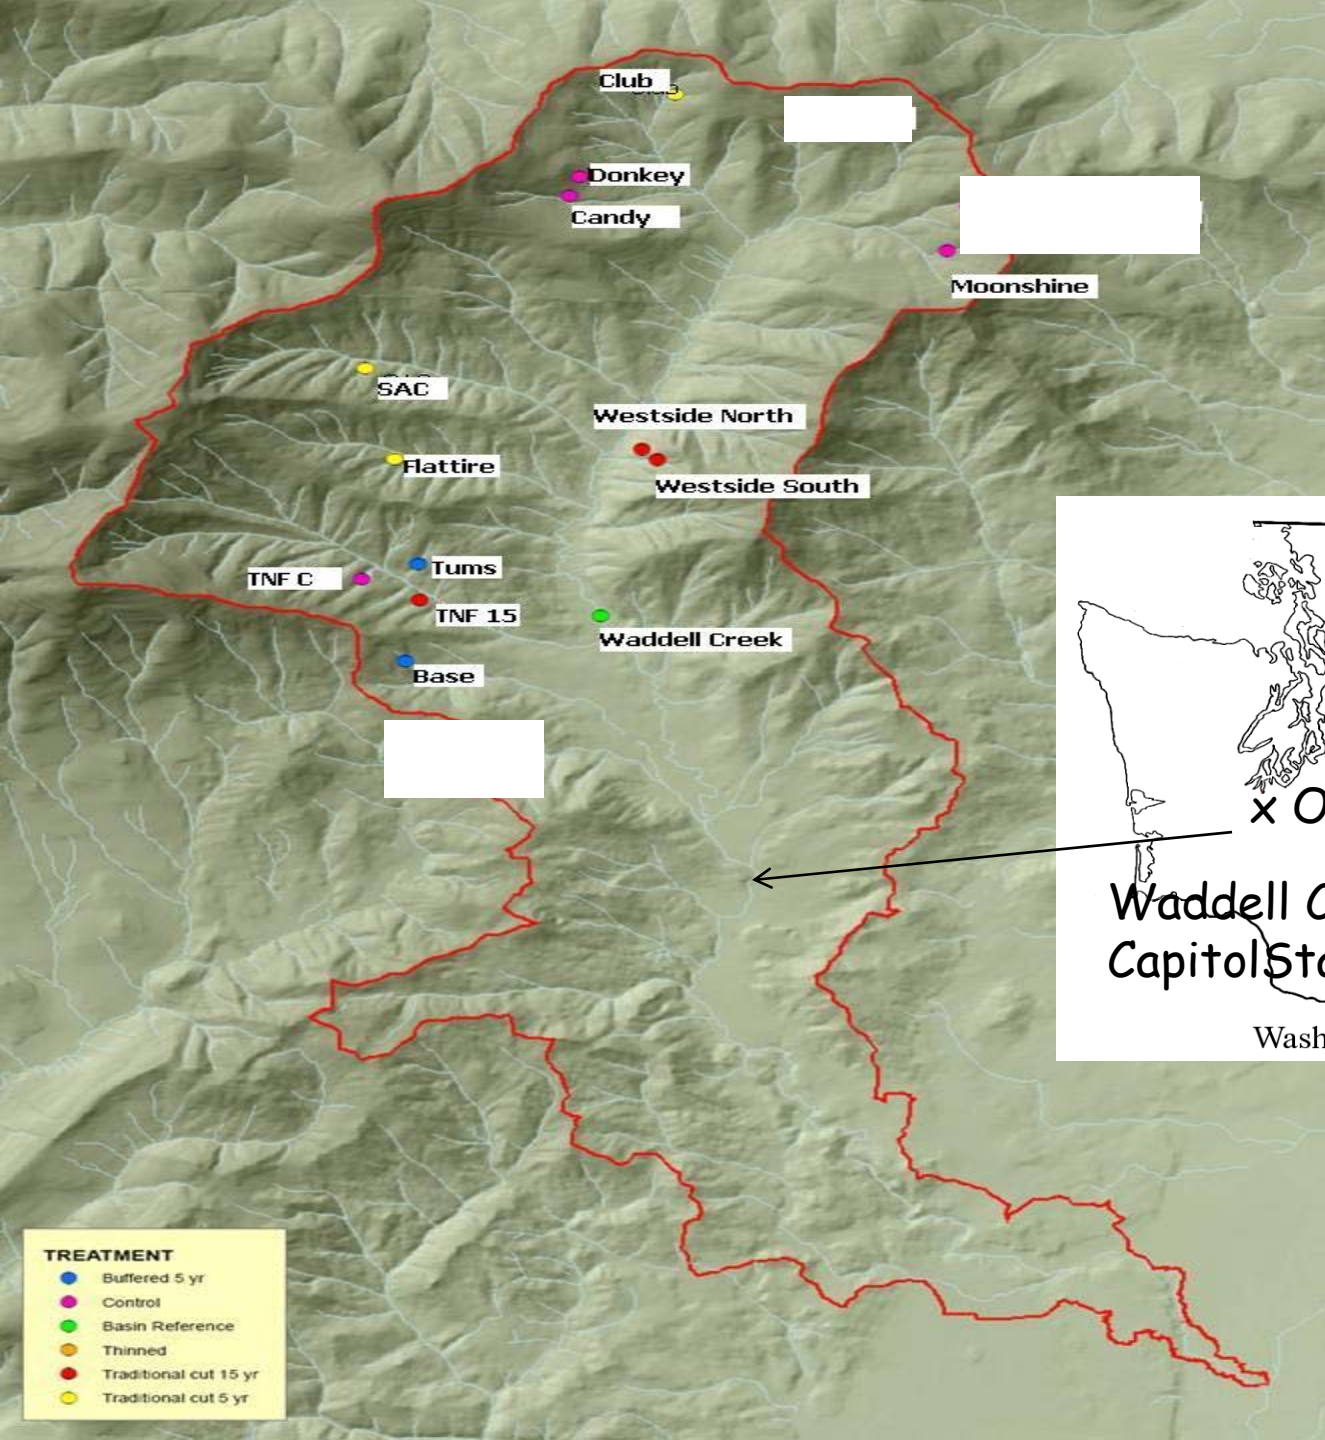 Club
Donkey
Candy
Moonshine
SAC
Westside North
Flattire
Westside South
Tums
TNF C
TNF 15
Waddell Creek
Base
x O
Waddell C
CapitolSta
Wash
TREATMENT
Buffered 5 yr
Control
Basin Reference
Thinned
Traditional cut 15 yr
Traditional cut 5 yr